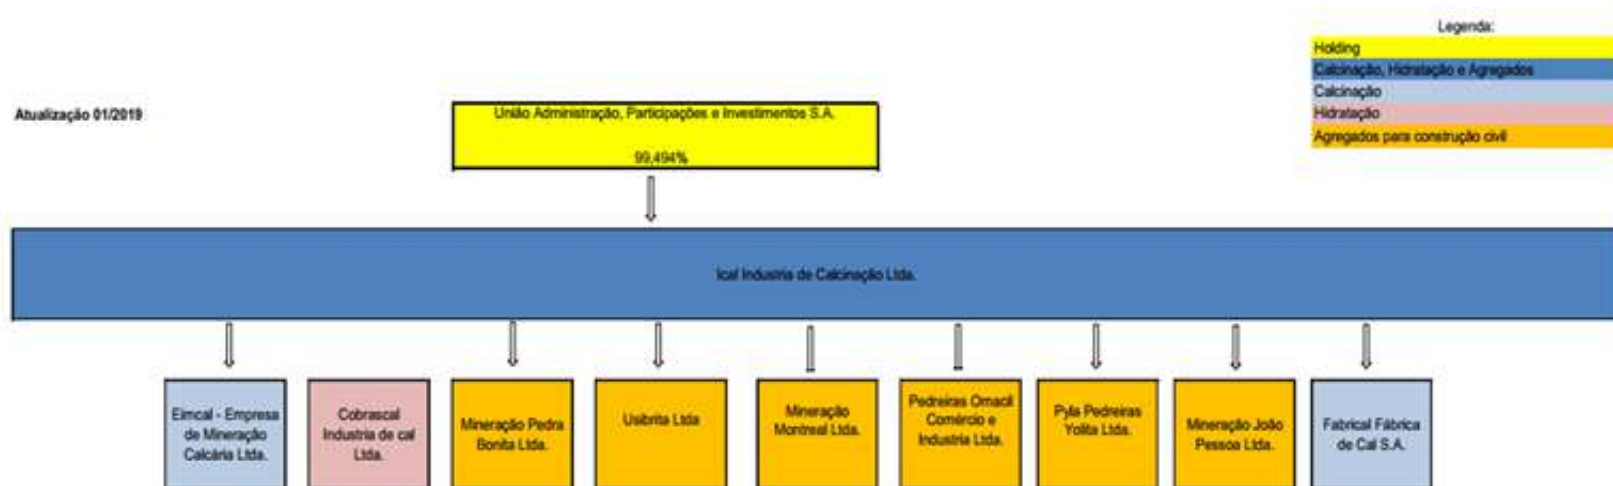 Legenda:
Holding
Calcinação, Hidratação e Agregados
Calcinação
Hidratação
Agregados para construção civil
Atualização 01/2019
União Administração, Participações e Investimentos S.A.
99,494%
Ical Industria de Calcinação Ltda.
Eimcal - Empresa
de Mineração
Calcária Ltda.
Cobrascal
Industria de cal
Ltda.
Mineração Pedra
Bonita Ltda.
Usibrita Ltda
Mineração
Montreal Ltda.
Pedreiras Omacil
Comércio e
Industria Ltda.
Pyla Pedreiras
Yolita Ltda.
Mineração João
Pessoa Ltda.
Fabrical Fábrica
de Cal S.A.